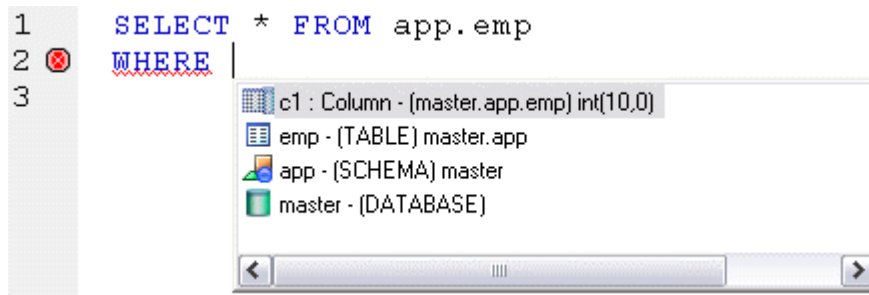 1 SELECT * FROM app.emp
2 WHERE
3
c1 : Column - (master.app.emp) int(10,0)
emp - (TABLE) master.app
app - (SCHEMA) master
master - (DATABASE)